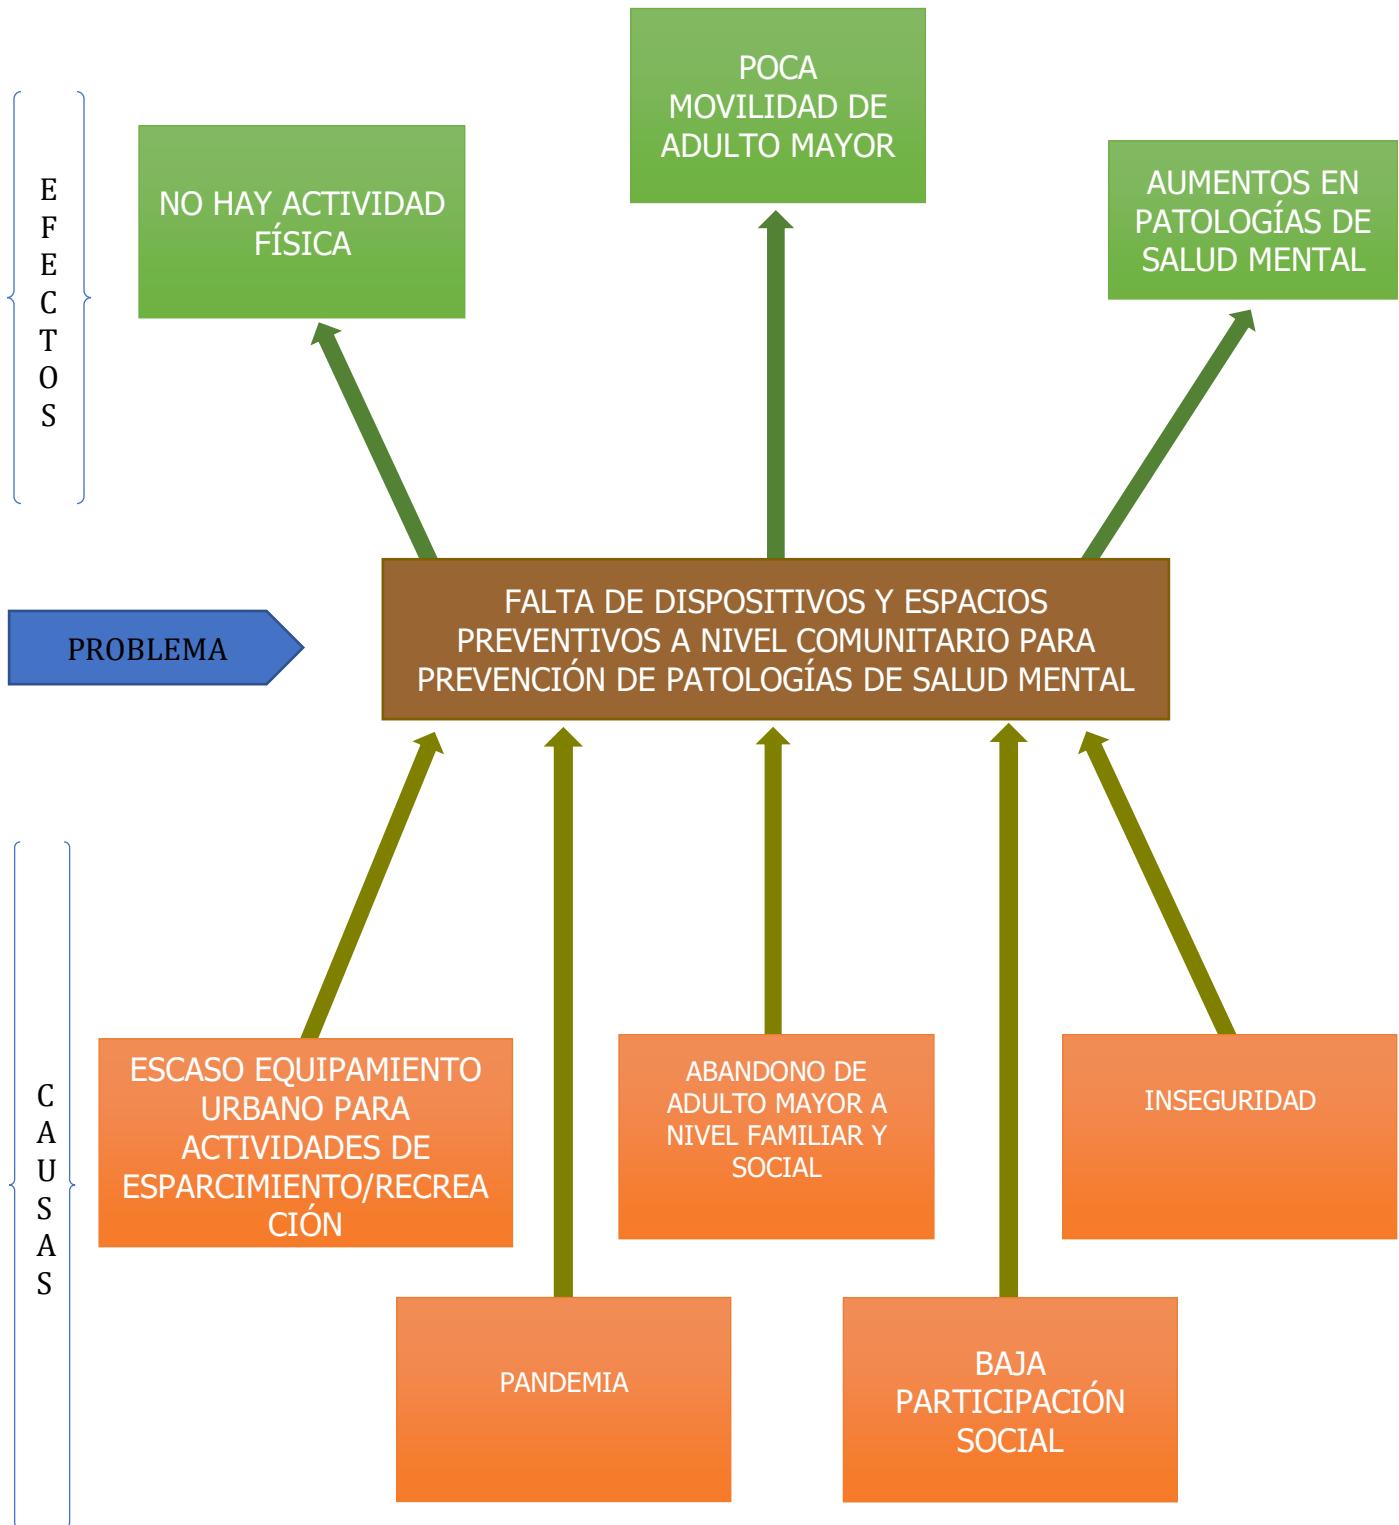 POCA
MOVILIDAD DE
ADULTO MAYOR
NO HAY ACTIVIDAD
FÍSICA
AUMENTOS EN
PATOLOGÍAS DE
SALUD MENTAL
E
F
E
C
T
O
S
FALTA DE DISPOSITIVOS Y ESPACIOS
PREVENTIVOS A NIVEL COMUNITARIO PARA
PREVENCIÓN DE PATOLOGÍAS DE SALUD MENTAL
PROBLEMA
C
A
U
S
A
S
ESCASO EQUIPAMIENTO
URBANO PARA
ACTIVIDADES DE
ESPARCIMIENTO/RECREA
CIÓN
ABANDONO DE
ADULTO MAYOR A
NIVEL FAMILIAR Y
SOCIAL
INSEGURIDAD
PANDEMIA
BAJA
PARTICIPACIÓN
SOCIAL